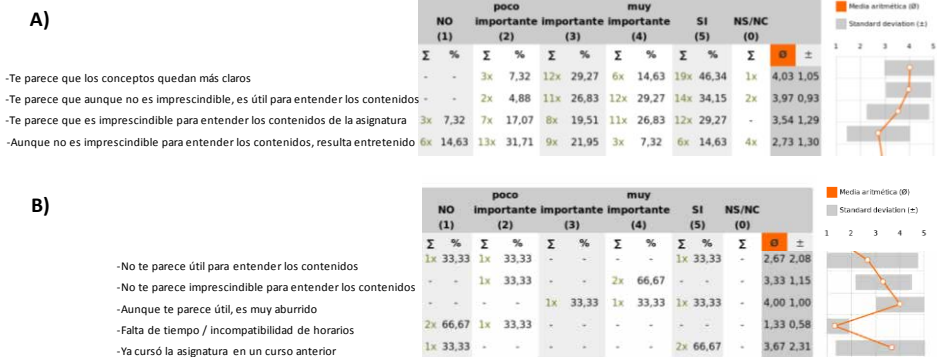 A)
poco muy
NO importante importante importante SI NS/NC
(1) (2) (3) (4) (5) (0)
Σ % Σ % Σ % Σ % Σ % Σ Ø ±
-Te parece que los conceptos quedan más claros - - 3x 7,32 12x 29,27 6x 14,63 19x 46,34 1x 4,03 1,05
-Te parece que aunque no es imprescindible, es útil para entender los contenidos - - 2x 4,88 11x 26,83 12x 29,27 14x 34,15 2x 3,97 0,93
-Te parece que es imprescindible para entender los contenidos de la asignatura 3x 7,32 7x 17,07 8x 19,51 11x 26,83 12x 29,27 - 3,54 1,29
-Aunque no es imprescindible para entender los contenidos, resulta entretenido 6x 14,63 13x 31,71 9x 21,95 3x 7,32 6x 14,63 4x 2,73 1,30
Media aritmética (Ø)
Standard deviation (±)
1 2 3 4 5
B)
poco muy
NO importante importante importante SI NS/NC
(1) (2) (3) (4) (5) (0)
Σ % Σ % Σ % Σ % Σ % Σ Ø ±
-No te parece útil para entender los contenidos 1x 33,33 1x 33,33 - - - - 1x 33,33 - 2,67 2,08
-No te parece imprescindible para entender los contenidos - - 1x 33,33 - - 2x 66,67 - - - 3,33 1,15
-Aunque te parece útil, es muy aburrido - - - - 1x 33,33 1x 33,33 1x 33,33 - 4,00 1,00
-Falta de tiempo / incompatibilidad de horarios 2x 66,67 1x 33,33 - - - - - - - 1,33 0,58
-Ya cursó la asignatura en un curso anterior 1x 33,33 - - - - - - 2x 66,67 - 3,67 2,31
Media aritmética (Ø)
Standard deviation (±)
1 2 3 4 5